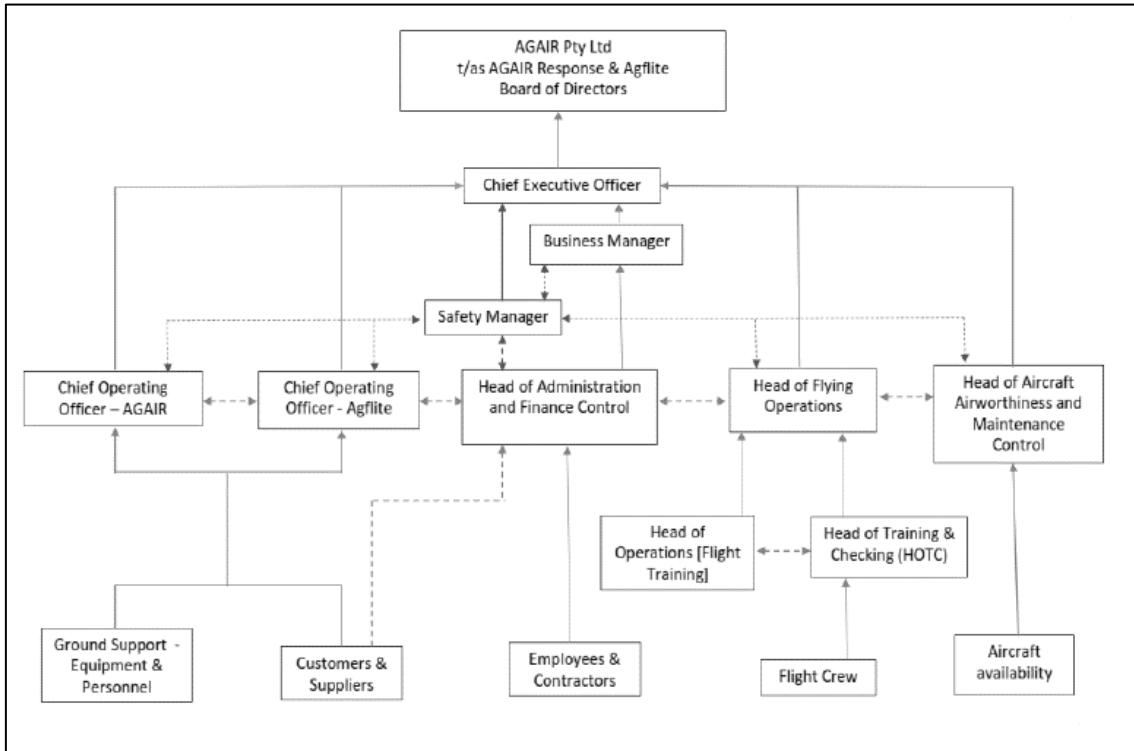 AGAIR Pty Ltd
t/as AGAIR Response & Agflite
Board of Directors
Chief Executive Officer
Business Manager
Safety Manager
Chief Operating
Officer – AGAIR
Chief Operating
Officer - Agflite
Head of Administration
and Finance Control
Head of Flying
Operations
Head of Aircraft
Airworthiness and
Maintenance
Control
Head of
Operations [Flight
Training]
Head of Training &
Checking (HOTC)
Ground Support -
Equipment &
Personnel
Customers &
Suppliers
Employees &
Contractors
Flight Crew
Aircraft
availability